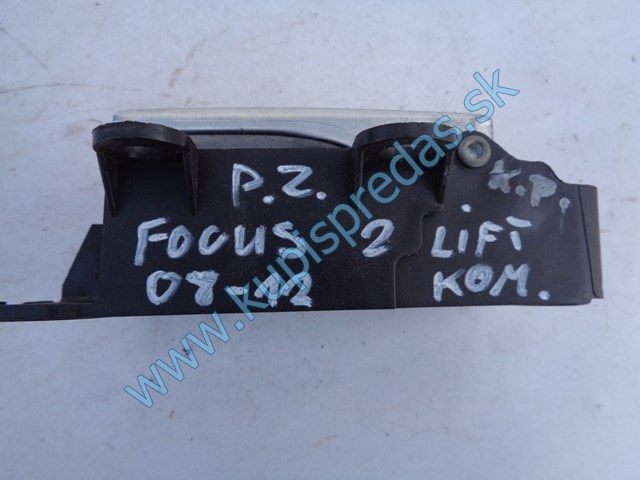 P.Z. K.P.
FOCUS 2 LIFT
08-12 KOM.
www.kupispredas.sk